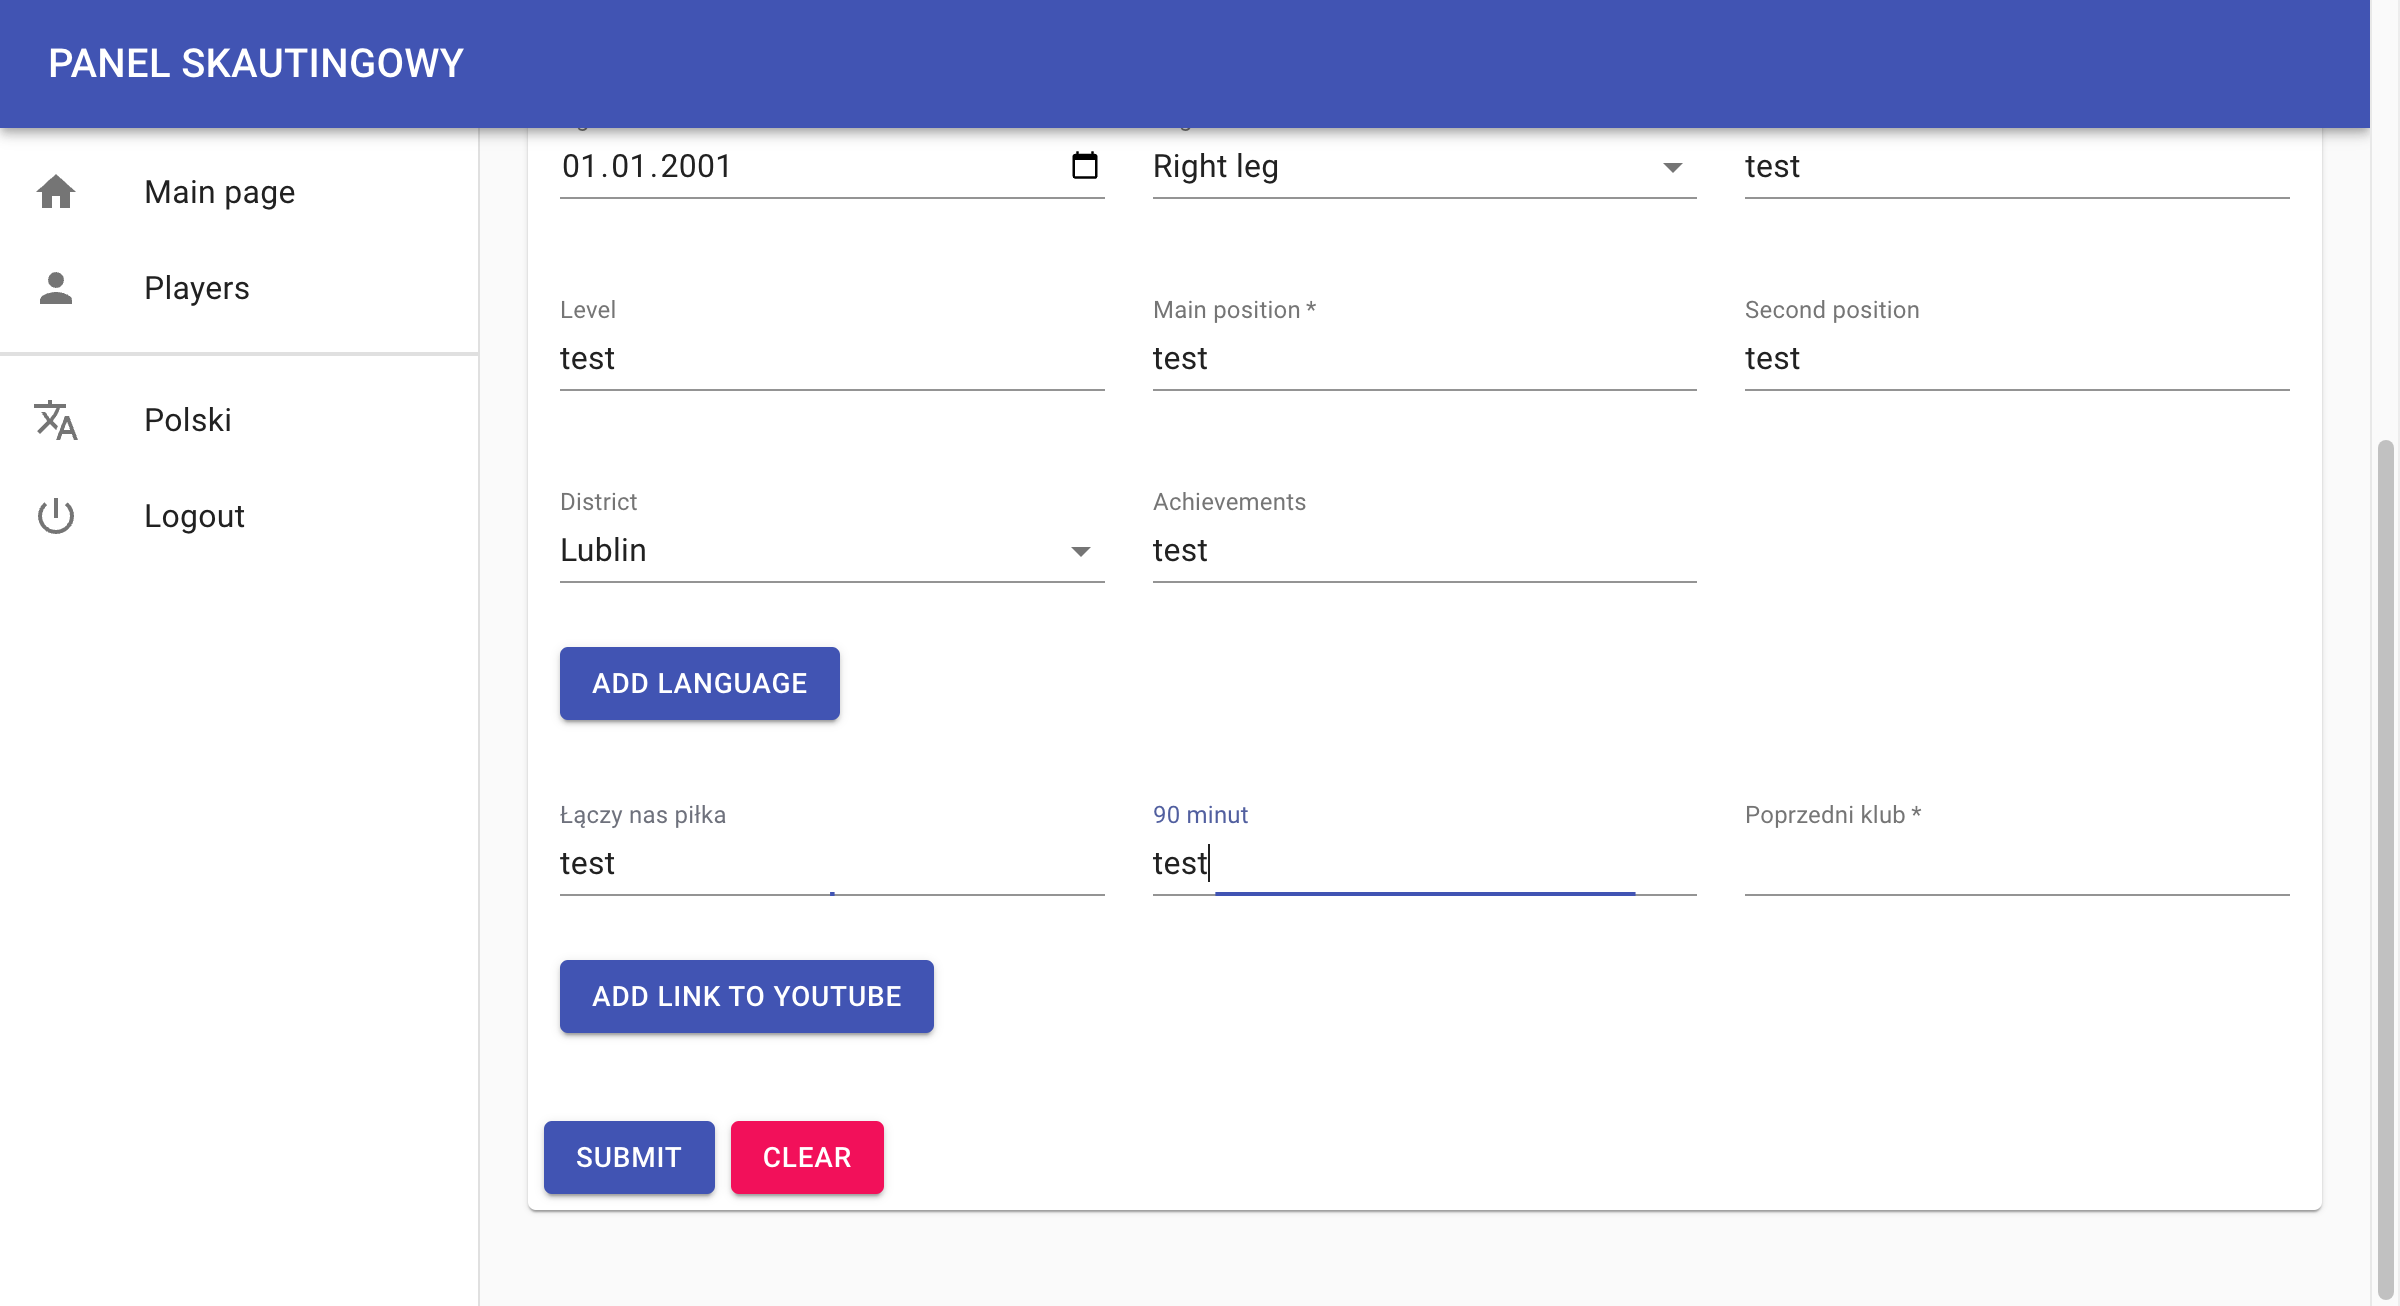 PANEL SKAUTINGOWY
Main page
Players
Polski
Logout
01.01.2001
Right leg
test
Level
Main position *
Second position
test
test
test
District
Achievements
Lublin
test
ADD LANGUAGE
Łączy nas piłka
90 minut
Poprzedni klub *
test
test
ADD LINK TO YOUTUBE
SUBMIT
CLEAR